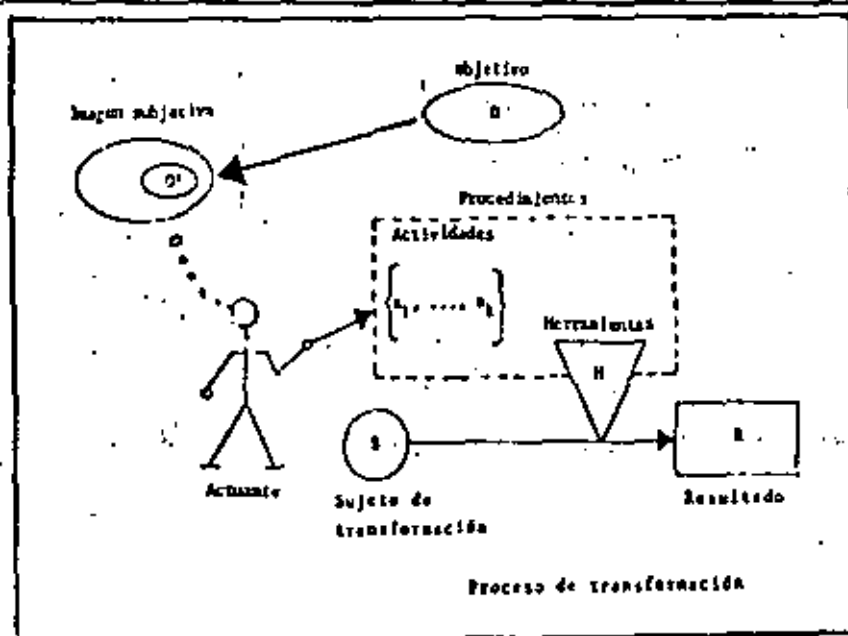 Objetivo
O
Imagen subjetiva
O'
Procedimientos
Actividades
Herramientas
H
S
R
Actuante
Sujeto de
transformación
Resultado
Proceso de transformación